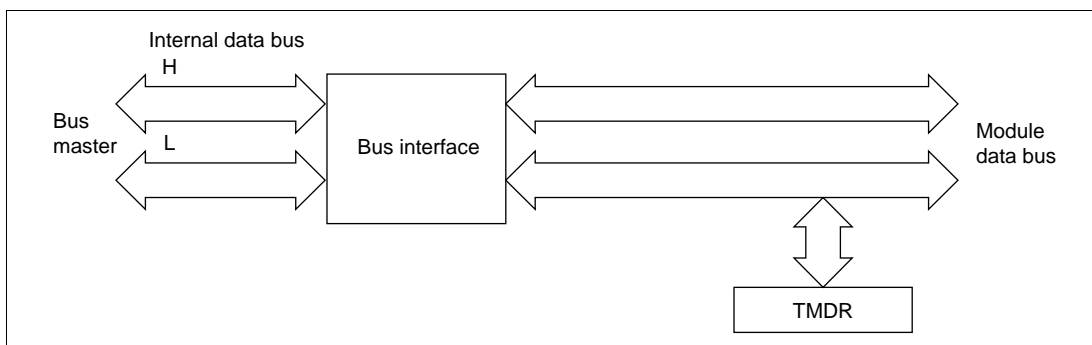 Internal data bus
H
Bus
master
L
Bus interface
Module
data bus
TMDR